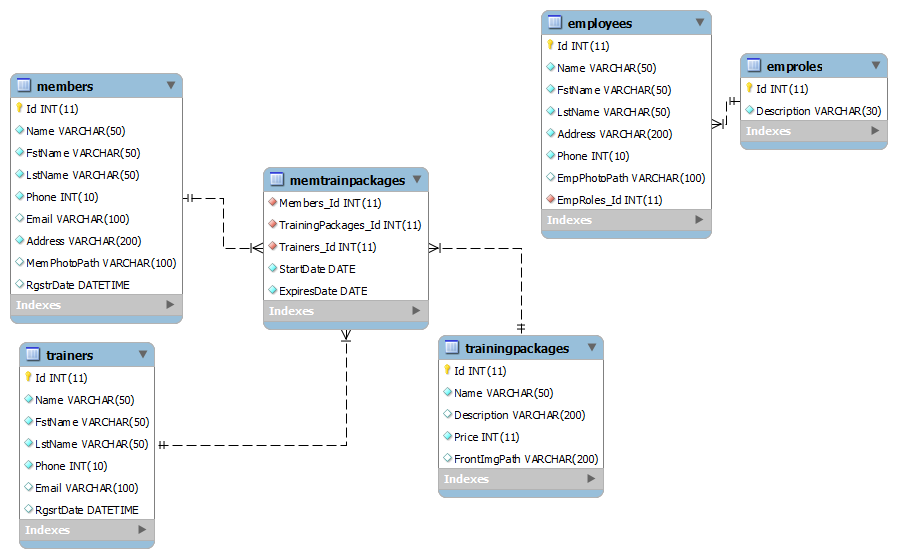 members
Id INT(11)
Name VARCHAR(50)
FstName VARCHAR(50)
LstName VARCHAR(50)
Phone INT(10)
Email VARCHAR(100)
Address VARCHAR(200)
MemPhotoPath VARCHAR(100)
RgstrDate DATETIME
Indexes
trainers
Id INT(11)
Name VARCHAR(50)
FstName VARCHAR(50)
LstName VARCHAR(50)
Phone INT(10)
Email VARCHAR(100)
RgsrtDate DATETIME
Indexes
memtrainpackages
Members_Id INT(11)
TrainingPackages_Id INT(11)
Trainers_Id INT(11)
StartDate DATE
ExpiresDate DATE
Indexes
trainingpackages
Id INT(11)
Name VARCHAR(50)
Description VARCHAR(200)
Price INT(11)
FrontImgPath VARCHAR(200)
Indexes
employees
Id INT(11)
Name VARCHAR(50)
FstName VARCHAR(50)
LstName VARCHAR(50)
Address VARCHAR(200)
Phone INT(10)
EmpPhotoPath VARCHAR(100)
EmpRoles_Id INT(11)
Indexes
emproles
Id INT(11)
Description VARCHAR(30)
Indexes